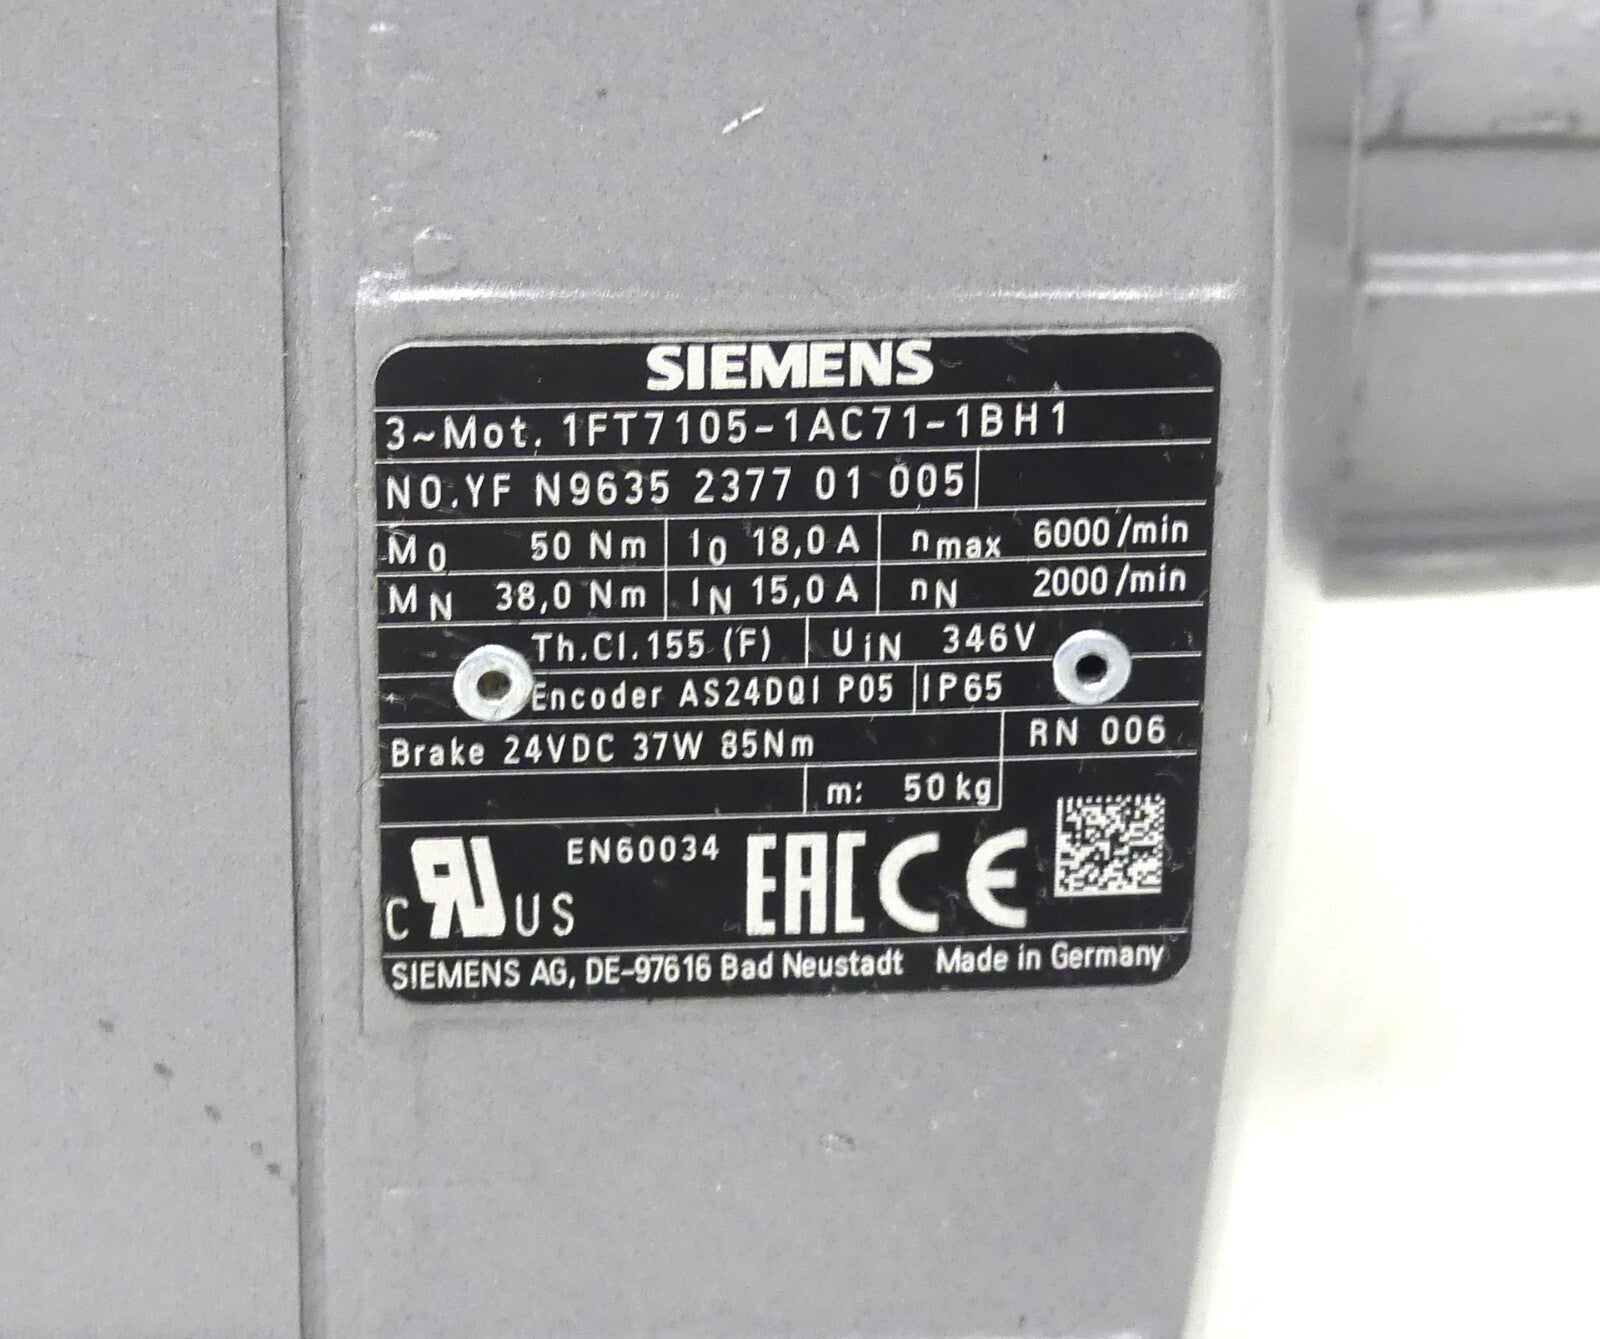 SIEMENS
3~Mot. 1FT7105-1AC71-1BH1
NO.YF N9635 2377 01 005
M0 50 Nm I0 18,0 A nmax 6000/min
MN 38,0 Nm IN 15,0 A nN 2000/min
Th.Cl.155 (F) UiN 346V
Encoder AS24DQI P05 IP65
Brake 24VDC 37W 85Nm RN 006
m: 50 kg
EN60034 EAC CE
c RU US
SIEMENS AG, DE-97616 Bad Neustadt Made in Germany